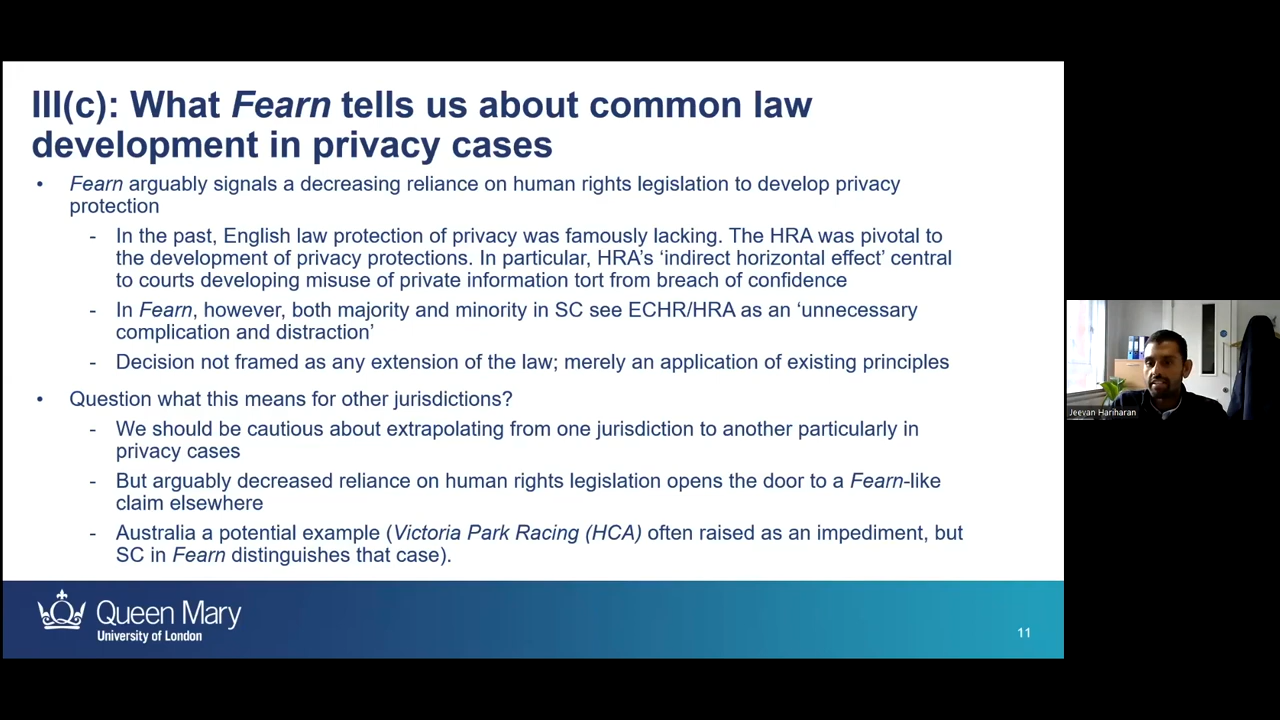 III(c): What Fearn tells us about common law
development in privacy cases
• Fearn arguably signals a decreasing reliance on human rights legislation to develop privacy
protection
- In the past, English law protection of privacy was famously lacking. The HRA was pivotal to
the development of privacy protections. In particular, HRA's ‘indirect horizontal effect’ central
to courts developing misuse of private information tort from breach of confidence
- In Fearn, however, both majority and minority in SC see ECHR/HRA as an ‘unnecessary
complication and distraction’
- Decision not framed as any extension of the law; merely an application of existing principles
• Question what this means for other jurisdictions?
- We should be cautious about extrapolating from one jurisdiction to another particularly in
privacy cases
- But arguably decreased reliance on human rights legislation opens the door to a Fearn-like
claim elsewhere
- Australia a potential example (Victoria Park Racing (HCA) often raised as an impediment, but
SC in Fearn distinguishes that case).
Queen Mary
University of London
11
Jeevan Hariharan